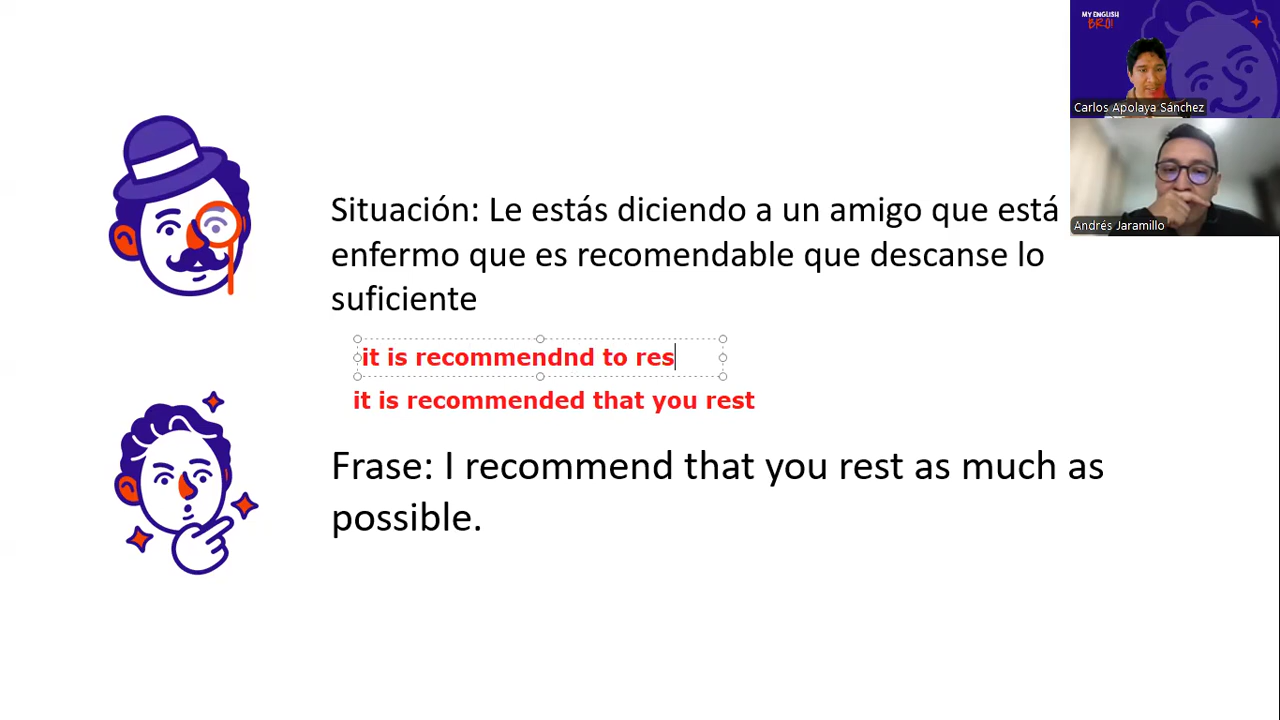 MY ENGLISH
BRO!
Carlos Apolaya Sánchez
Andrés Jaramillo
Situación: Le estás diciendo a un amigo que está
enfermo que es recomendable que descanse lo
suficiente
it is recommendnd to res
it is recommended that you rest
Frase: I recommend that you rest as much as
possible.